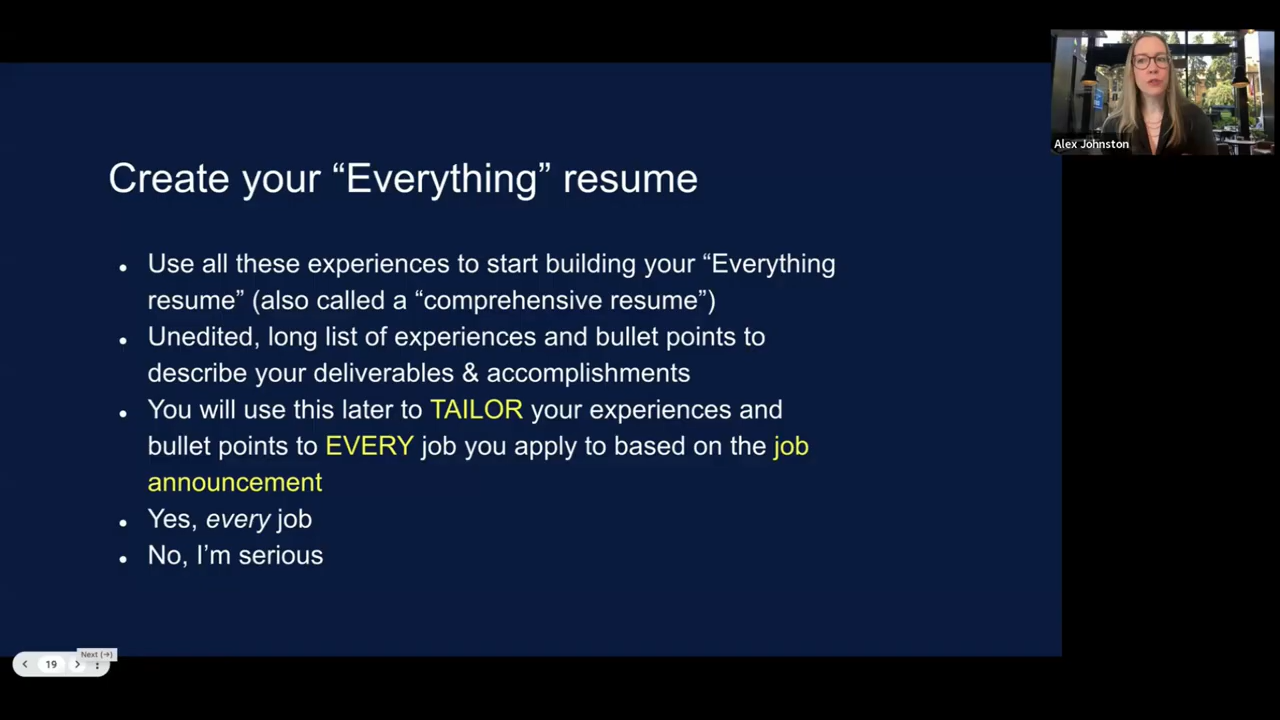 Create your “Everything” resume
• Use all these experiences to start building your “Everything
resume” (also called a “comprehensive resume”)
• Unedited, long list of experiences and bullet points to
describe your deliverables & accomplishments
• You will use this later to TAILOR your experiences and
bullet points to EVERY job you apply to based on the job
announcement
• Yes, every job
• No, I’m serious
Alex Johnston
Next (→)
19